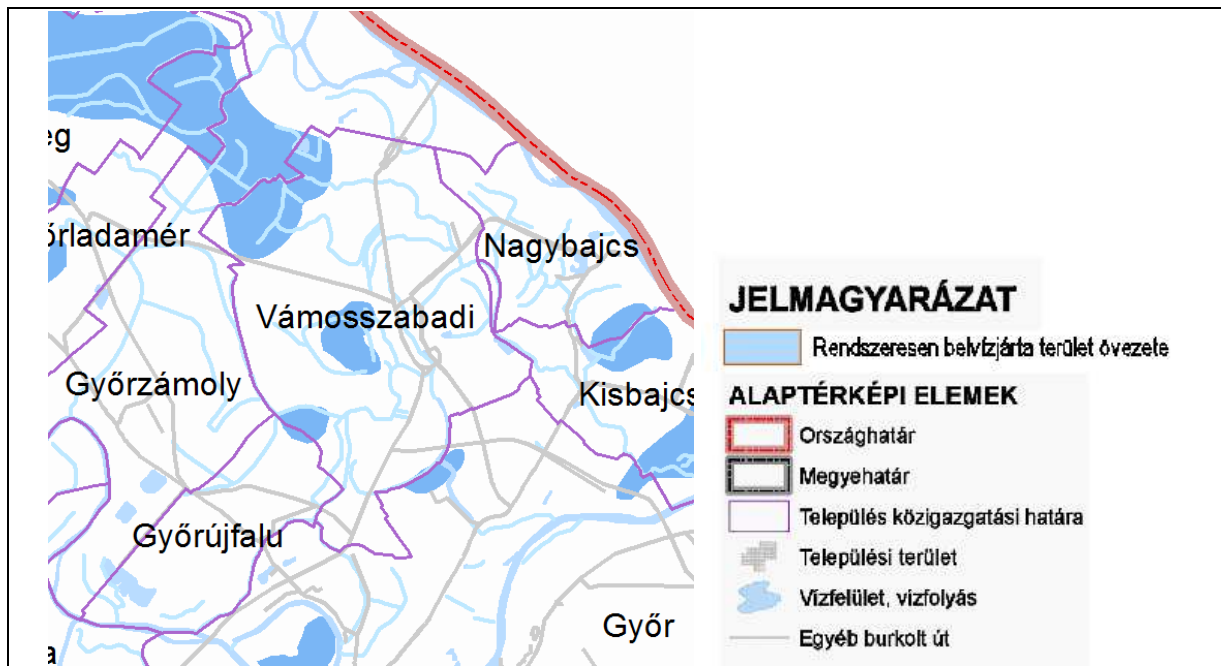 eg
őrladamér
Nagybajcs
Vámosszabadi
Győrzámoly
Kisbajcs
Győrújfalu
Győr
a
JELMAGYARÁZAT
Rendszeresen belvízjárta terület övezete
ALAPTÉRKÉPI ELEMEK
Országhatár
Megyehatár
Település közigazgatási határa
Települési terület
Vízfelület, vízfolyás
Egyéb burkolt út